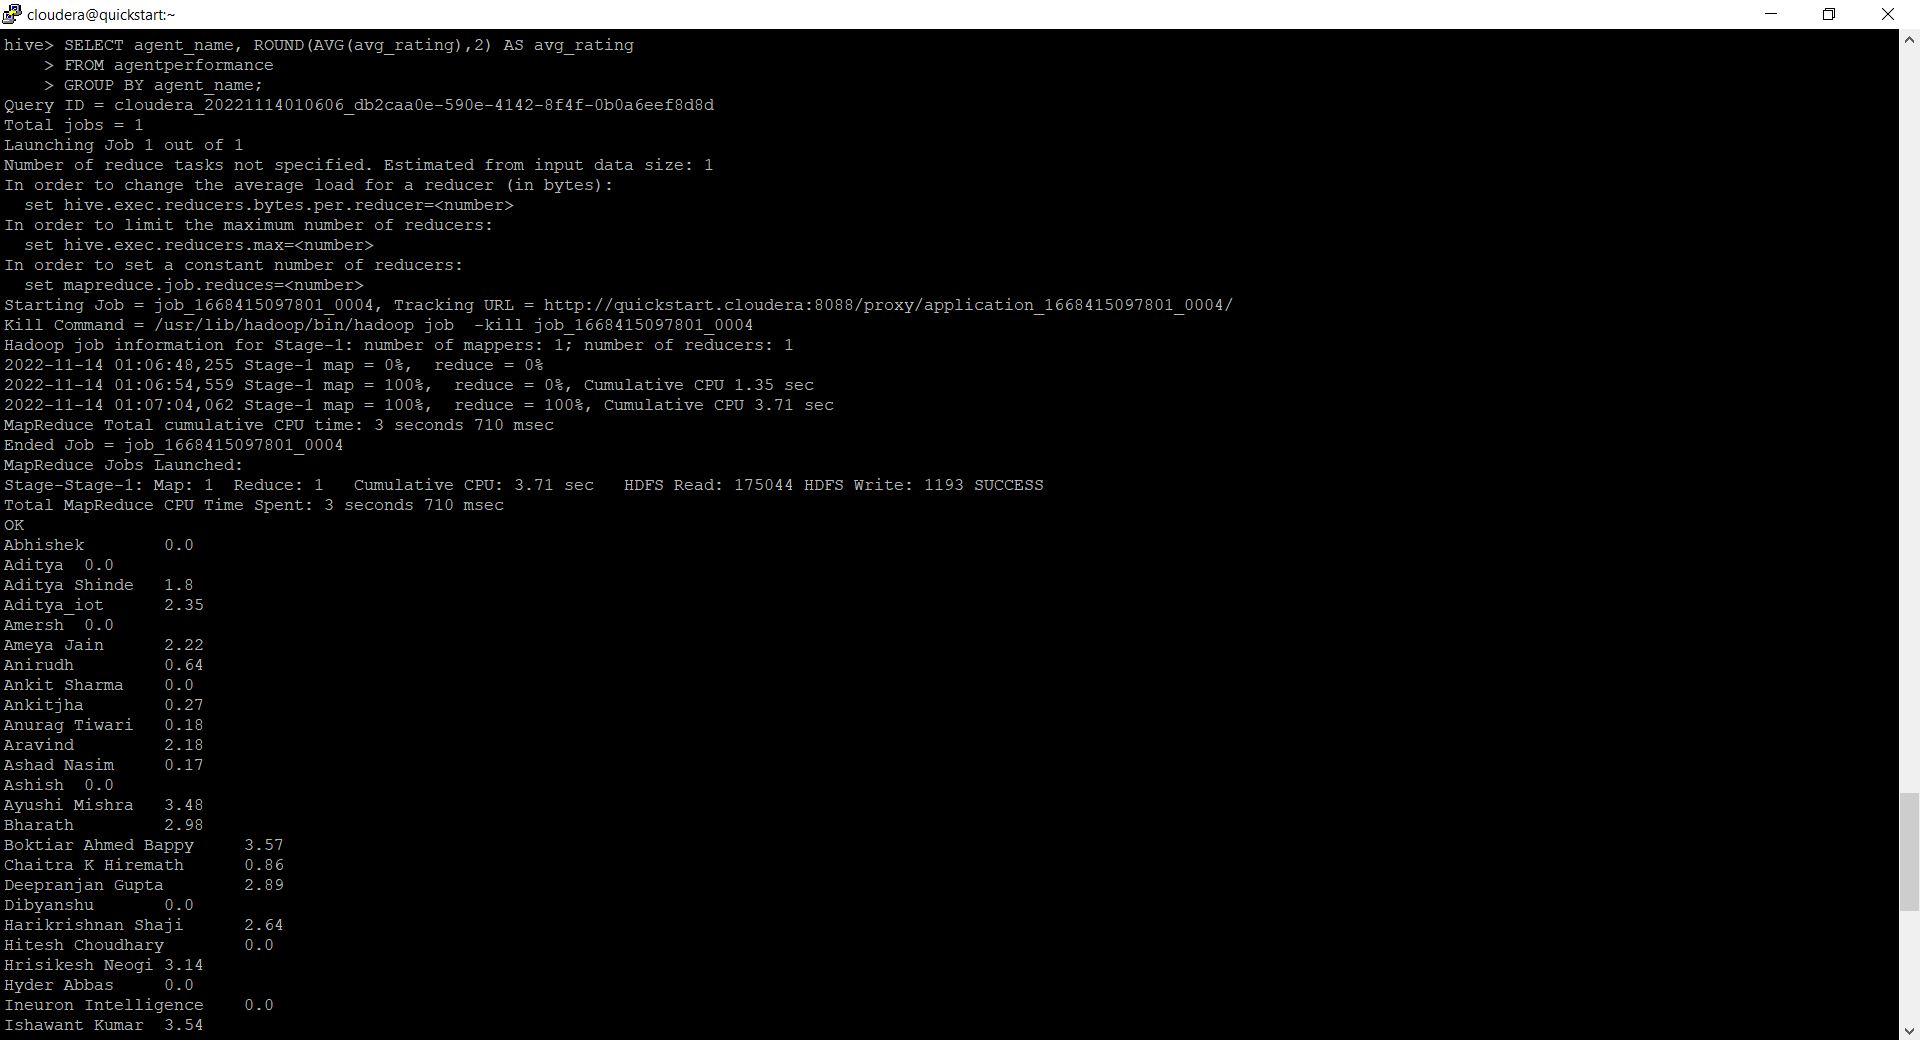 cloudera@quickstart:~
hive> SELECT agent_name, ROUND(AVG(avg_rating),2) AS avg_rating
    > FROM agentperformance
    > GROUP BY agent_name;
Query ID = cloudera_20221114010606_db2caa0e-590e-4142-8f4f-0b0a6eef8d8d
Total jobs = 1
Launching Job 1 out of 1
Number of reduce tasks not specified. Estimated from input data size: 1
In order to change the average load for a reducer (in bytes):
  set hive.exec.reducers.bytes.per.reducer=<number>
In order to limit the maximum number of reducers:
  set hive.exec.reducers.max=<number>
In order to set a constant number of reducers:
  set mapreduce.job.reduces=<number>
Starting Job = job_1668415097801_0004, Tracking URL = http://quickstart.cloudera:8088/proxy/application_1668415097801_0004/
Kill Command = /usr/lib/hadoop/bin/hadoop job  -kill job_1668415097801_0004
Hadoop job information for Stage-1: number of mappers: 1; number of reducers: 1
2022-11-14 01:06:48,255 Stage-1 map = 0%,  reduce = 0%
2022-11-14 01:06:54,559 Stage-1 map = 100%,  reduce = 0%, Cumulative CPU 1.35 sec
2022-11-14 01:07:04,062 Stage-1 map = 100%,  reduce = 100%, Cumulative CPU 3.71 sec
MapReduce Total cumulative CPU time: 3 seconds 710 msec
Ended Job = job_1668415097801_0004
MapReduce Jobs Launched:
Stage-Stage-1: Map: 1  Reduce: 1   Cumulative CPU: 3.71 sec   HDFS Read: 175044 HDFS Write: 1193 SUCCESS
Total MapReduce CPU Time Spent: 3 seconds 710 msec
OK
Abhishek        0.0
Aditya  0.0
Aditya Shinde   1.8
Aditya_iot      2.35
Amersh  0.0
Ameya Jain      2.22
Anirudh         0.64
Ankit Sharma    0.0
Ankitjha        0.27
Anurag Tiwari   0.18
Aravind         2.18
Ashad Nasim     0.17
Ashish  0.0
Ayushi Mishra   3.48
Bharath         2.98
Boktiar Ahmed Bappy     3.57
Chaitra K Hiremath      0.86
Deepranjan Gupta        2.89
Dibyanshu       0.0
Harikrishnan Shaji      2.64
Hitesh Choudhary        0.0
Hrisikesh Neogi 3.14
Hyder Abbas     0.0
Ineuron Intelligence    0.0
Ishawant Kumar  3.54